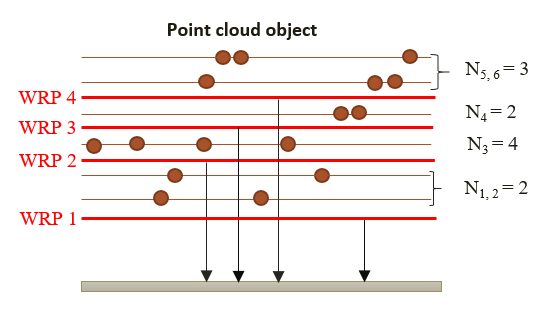 Point cloud object
N5, 6 = 3
WRP 4
N4 = 2
WRP 3
N3 = 4
WRP 2
N1, 2 = 2
WRP 1